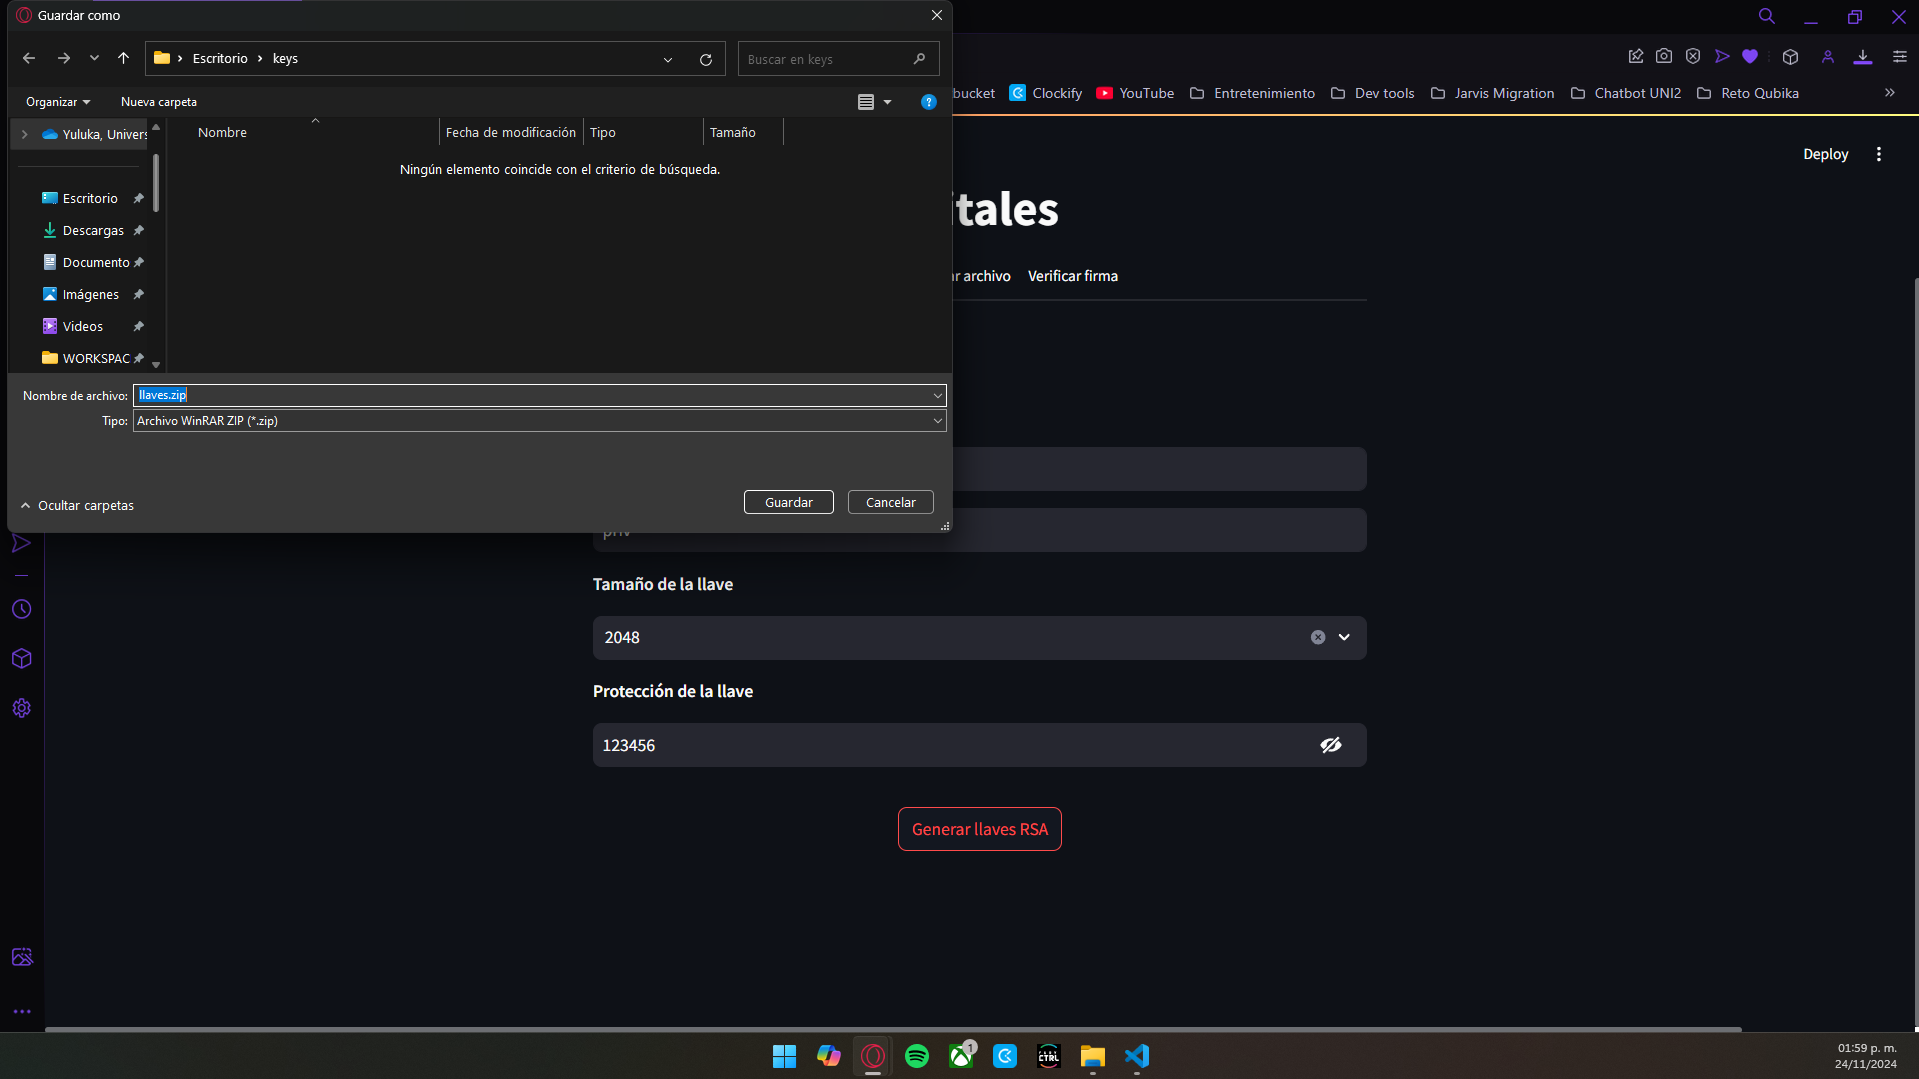 Guardar como
Escritorio > keys
Buscar en keys
Organizar
Nueva carpeta
Yuluka, Univers
Nombre
Fecha de modificación
Tipo
Tamaño
Ningún elemento coincide con el criterio de búsqueda.
Escritorio
Descargas
Documento
Imágenes
Videos
WORKSPAC
Nombre de archivo: llaves.zip
Tipo: Archivo WinRAR ZIP (*.zip)
Ocultar carpetas
Guardar
Cancelar
bucket
Clockify
YouTube
Entretenimiento
Dev tools
Jarvis Migration
Chatbot UNI2
Reto Qubika
Deploy
itales
ar archivo
Verificar firma
priv
Tamaño de la llave
2048
Protección de la llave
123456
Generar llaves RSA
1
CTRL
01:59 p. m.
24/11/2024